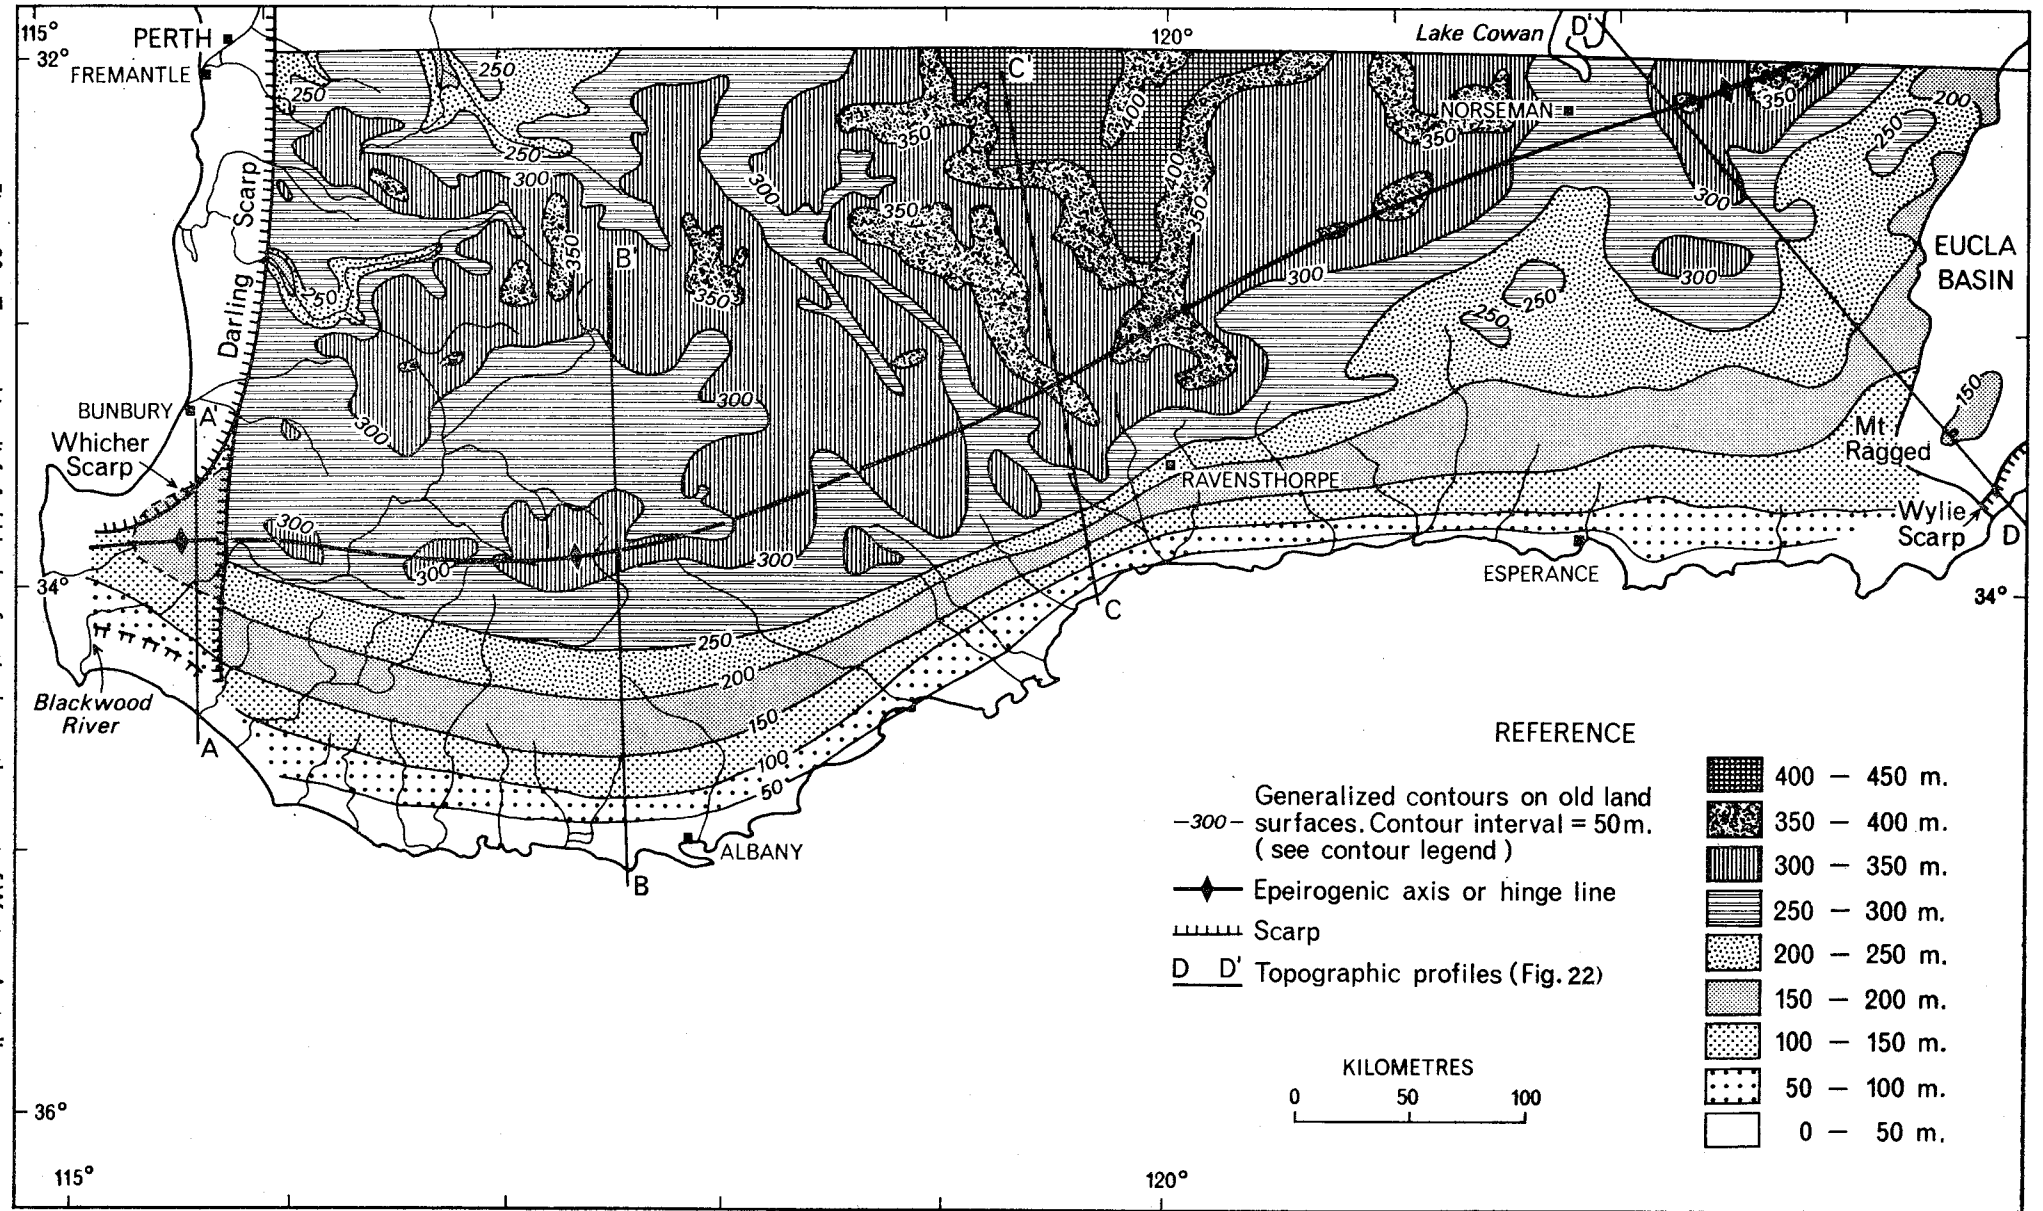 115°
120°
Lake Cowan
D'
PERTH
32°
FREMANTLE
250
250
C'
350
200
NORSEMAN
400
350
350
250
250
300
300
400
300
Darling Scarp
350
350
350
B'
350
300
EUCLA
BASIN
300
250
350
250
250
150
300
BUNBURY
A'
300
Whicher
Scarp
Mt
Ragged
RAVENSTHORPE
300
300
300
Wylie
Scarp
D
34°
ESPERANCE
34°
C
250
200
Blackwood
River
150
A
100
50
ALBANY
B
REFERENCE
–300– Generalized contours on old land
surfaces. Contour interval = 50m.
( see contour legend )
Epeirogenic axis or hinge line
Scarp
D D' Topographic profiles (Fig. 22)
400 — 450 m.
350 — 400 m.
300 — 350 m.
250 — 300 m.
200 — 250 m.
150 — 200 m.
100 — 150 m.
50 — 100 m.
0 — 50 m.
KILOMETRES
0 50 100
36°
115°
120°